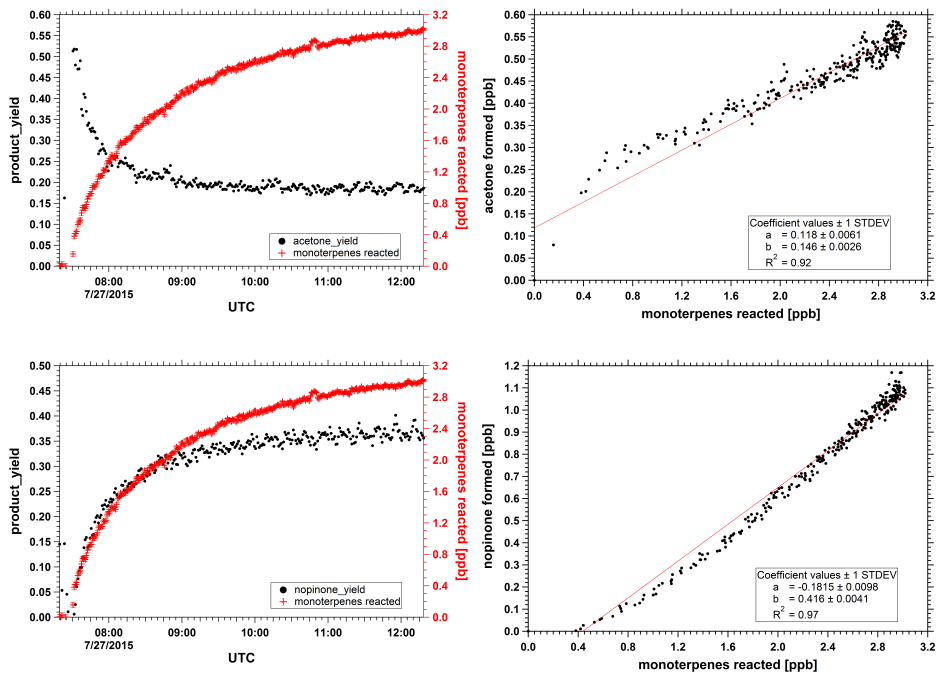 0.60
0.55
0.50
0.45
0.40
0.35
0.30
0.25
0.20
0.15
0.10
0.05
0.00
product_yield
3.2
2.8
2.4
2.0
1.6
1.2
0.8
0.4
0.0
monoterpenes reacted [ppb]
acetone_yield
monoterpenes reacted
08:00 09:00 10:00 11:00 12:00
7/27/2015
UTC
0.60
0.55
0.50
0.45
0.40
0.35
0.30
0.25
0.20
0.15
0.10
0.05
0.00
acetone formed [ppb]
Coefficient values ± 1 STDEV
a = 0.118 ± 0.0061
b = 0.146 ± 0.0026
R² = 0.92
0.0 0.4 0.8 1.2 1.6 2.0 2.4 2.8 3.2
monoterpenes reacted [ppb]
0.50
0.45
0.40
0.35
0.30
0.25
0.20
0.15
0.10
0.05
0.00
product_yield
3.2
2.8
2.4
2.0
1.6
1.2
0.8
0.4
0.0
monoterpenes reacted [ppb]
nopinone_yield
monoterpenes reacted
08:00 09:00 10:00 11:00 12:00
7/27/2015
UTC
1.2
1.1
1.0
0.9
0.8
0.7
0.6
0.5
0.4
0.3
0.2
0.1
0.0
nopinone formed [ppb]
Coefficient values ± 1 STDEV
a = -0.1815 ± 0.0098
b = 0.416 ± 0.0041
R² = 0.97
0.0 0.4 0.8 1.2 1.6 2.0 2.4 2.8 3.2
monoterpenes reacted [ppb]